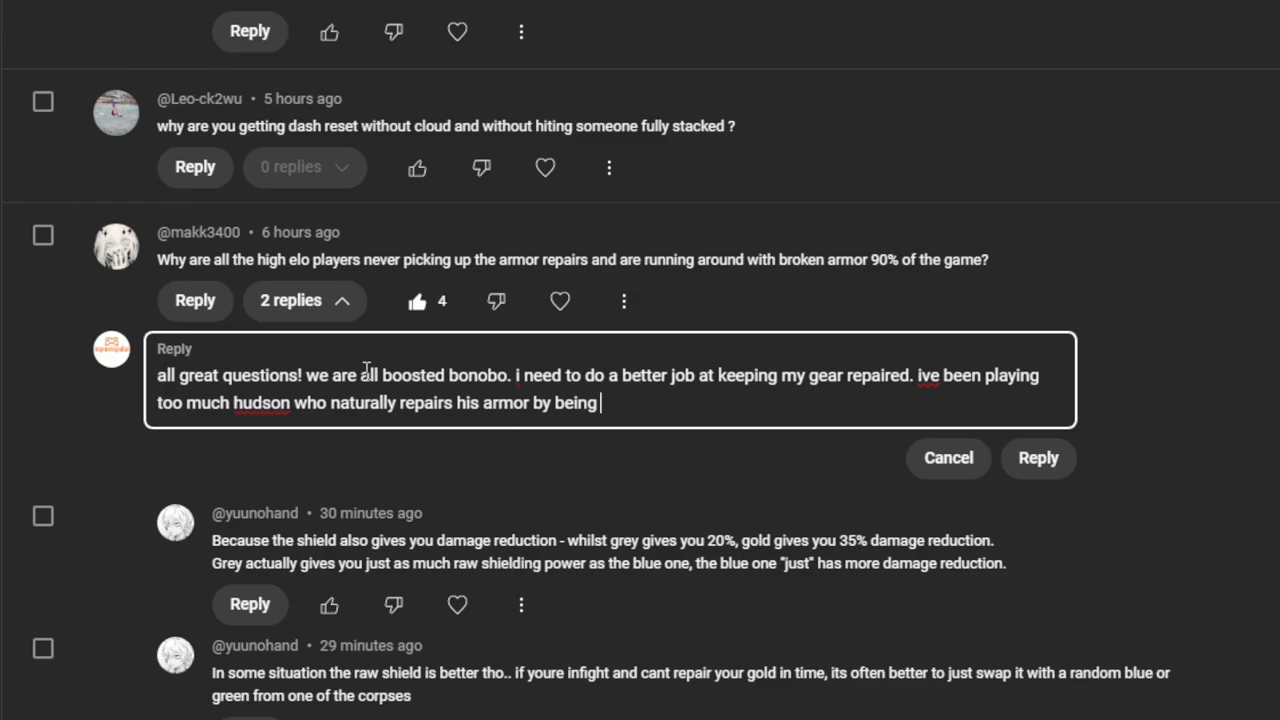 Reply
@Leo-ck2wu • 5 hours ago
why are you getting dash reset without cloud and without hiting someone fully stacked ?
Reply 0 replies
@makk3400 • 6 hours ago
Why are all the high elo players never picking up the armor repairs and are running around with broken armor 90% of the game?
Reply 2 replies 4
Reply
all great questions! we are all boosted bonobo. i need to do a better job at keeping my gear repaired. ive been playing
too much hudson who naturally repairs his armor by being
Cancel Reply
@yuunohand • 30 minutes ago
Because the shield also gives you damage reduction - whilst grey gives you 20%, gold gives you 35% damage reduction.
Grey actually gives you just as much raw shielding power as the blue one, the blue one "just" has more damage reduction.
Reply
@yuunohand • 29 minutes ago
In some situation the raw shield is better tho.. if youre infight and cant repair your gold in time, its often better to just swap it with a random blue or
green from one of the corpses